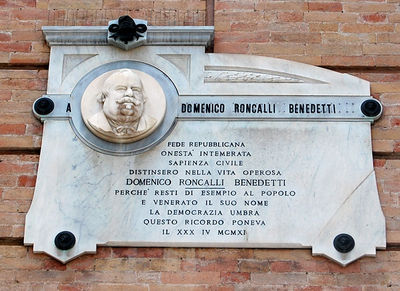 A DOMENICO RONCALLI BENEDETTI
FEDE REPUBBLICANA
ONESTÀ INTEMERATA
SAPIENZA CIVILE
DISTINSERO NELLA VITA OPEROSA
DOMENICO RONCALLI BENEDETTI
PERCHÈ RESTI DI ESEMPIO AL POPOLO
E VENERATO IL SUO NOME
LA DEMOCRAZIA UMBRA
QUESTO RICORDO PONEVA
IL XXX IV MCMXI